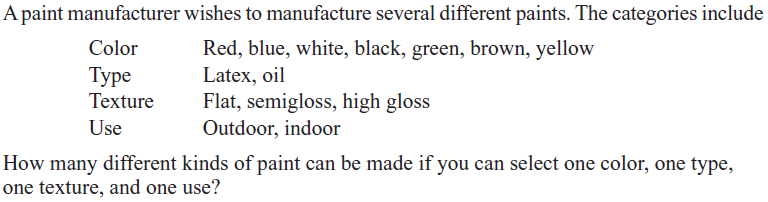 A paint manufacturer wishes to manufacture several different paints. The categories include
Color Red, blue, white, black, green, brown, yellow
Type Latex, oil
Texture Flat, semigloss, high gloss
Use Outdoor, indoor
How many different kinds of paint can be made if you can select one color, one type,
one texture, and one use?